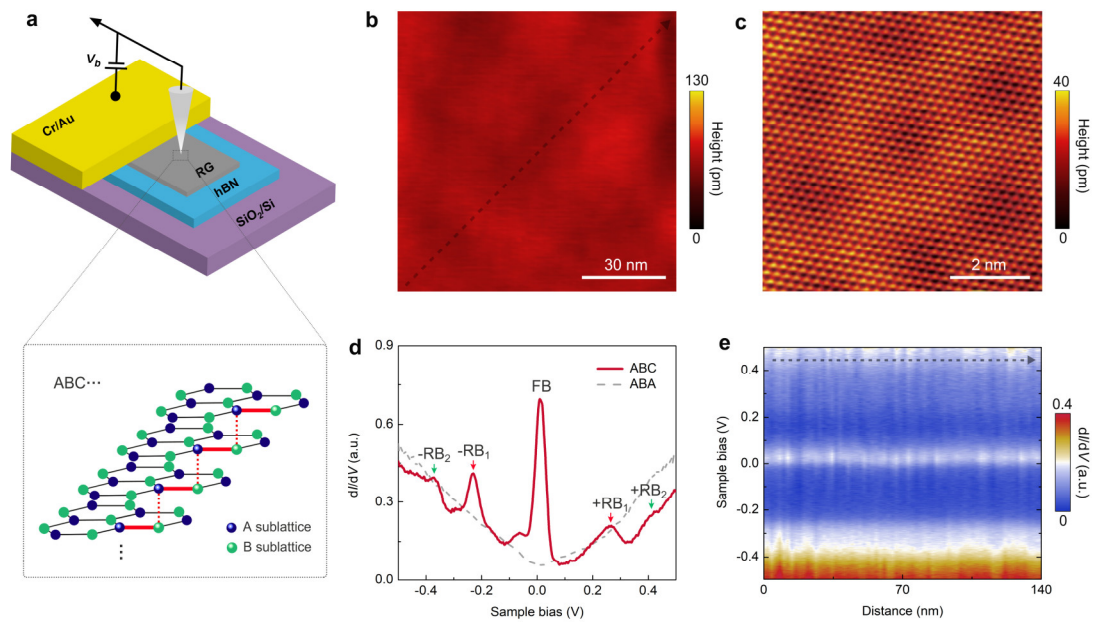 a
V_b
Cr/Au
RG
hBN
SiO₂/Si
ABC···
A sublattice
B sublattice
b
30 nm
130
Height (pm)
0
c
2 nm
40
Height (pm)
0
d
0.9
0.6
0.3
0.0
dI/dV (a.u.)
ABC
ABA
FB
-RB₂
-RB₁
+RB₁
+RB₂
-0.4 -0.2 0.0 0.2 0.4
Sample bias (V)
e
0.4
0.2
0.0
-0.2
-0.4
Sample bias (V)
0 70 140
Distance (nm)
0.4
dI/dV (a.u.)
0